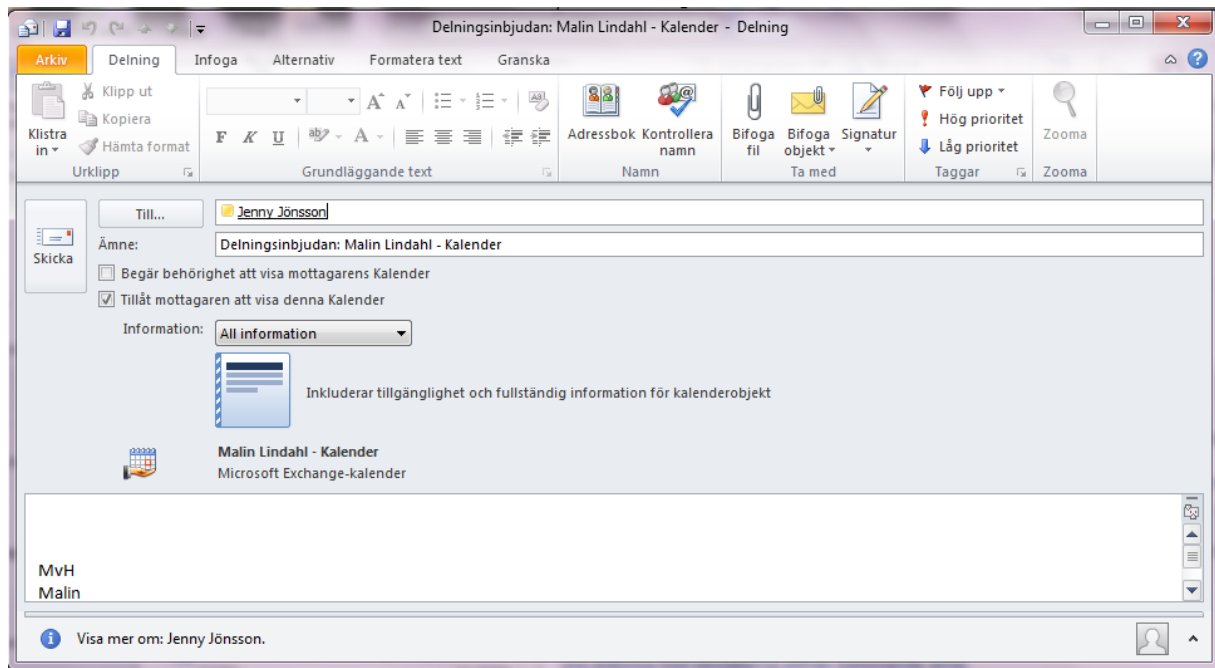 Delningsinbjudan: Malin Lindahl - Kalender - Delning
Arkiv Delning Infoga Alternativ Formatera text Granska
Klistra in
Klipp ut
Kopiera
Hämta format
Urklipp
F K U
Grundläggande text
Adressbok
Kontrollera namn
Namn
Bifoga fil
Bifoga objekt
Signatur
Ta med
Följ upp
Hög prioritet
Låg prioritet
Taggar
Zooma
Zooma
Skicka
Till... Jenny Jönsson
Ämne: Delningsinbjudan: Malin Lindahl - Kalender
Begär behörighet att visa mottagarens Kalender
Tillåt mottagaren att visa denna Kalender
Information: All information
Inkluderar tillgänglighet och fullständig information för kalenderobjekt
Malin Lindahl - Kalender
Microsoft Exchange-kalender
MvH
Malin
Visa mer om: Jenny Jönsson.